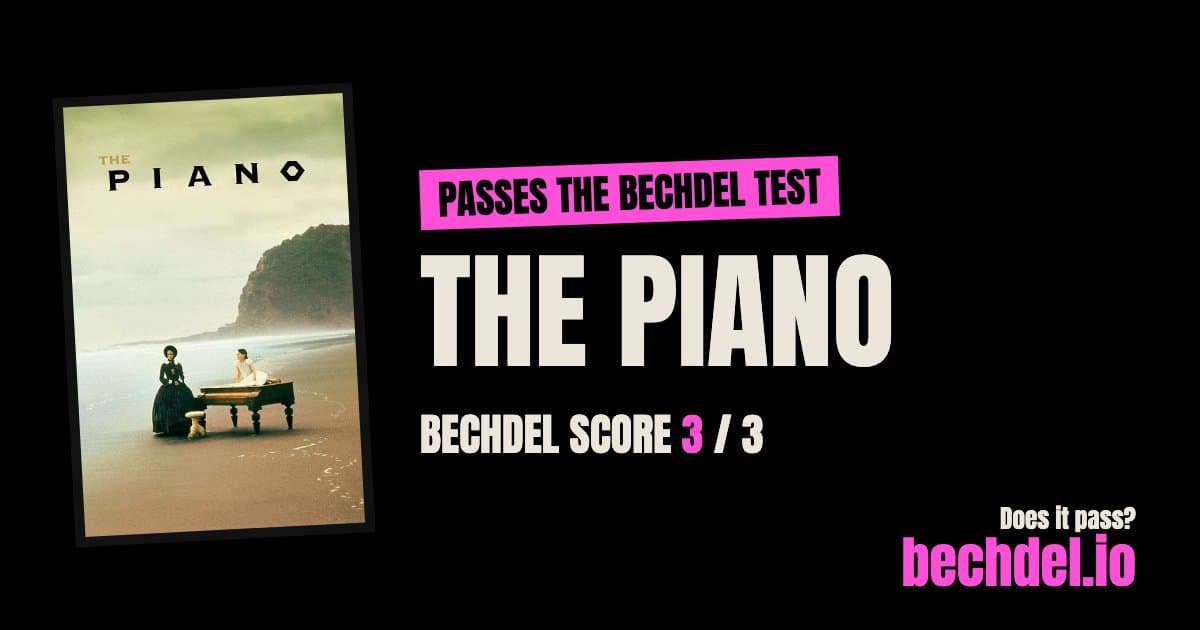 THE
PIANO
PASSES THE BECHDEL TEST
THE PIANO
BECHDEL SCORE 3 / 3
Does it pass?
bechdel.io